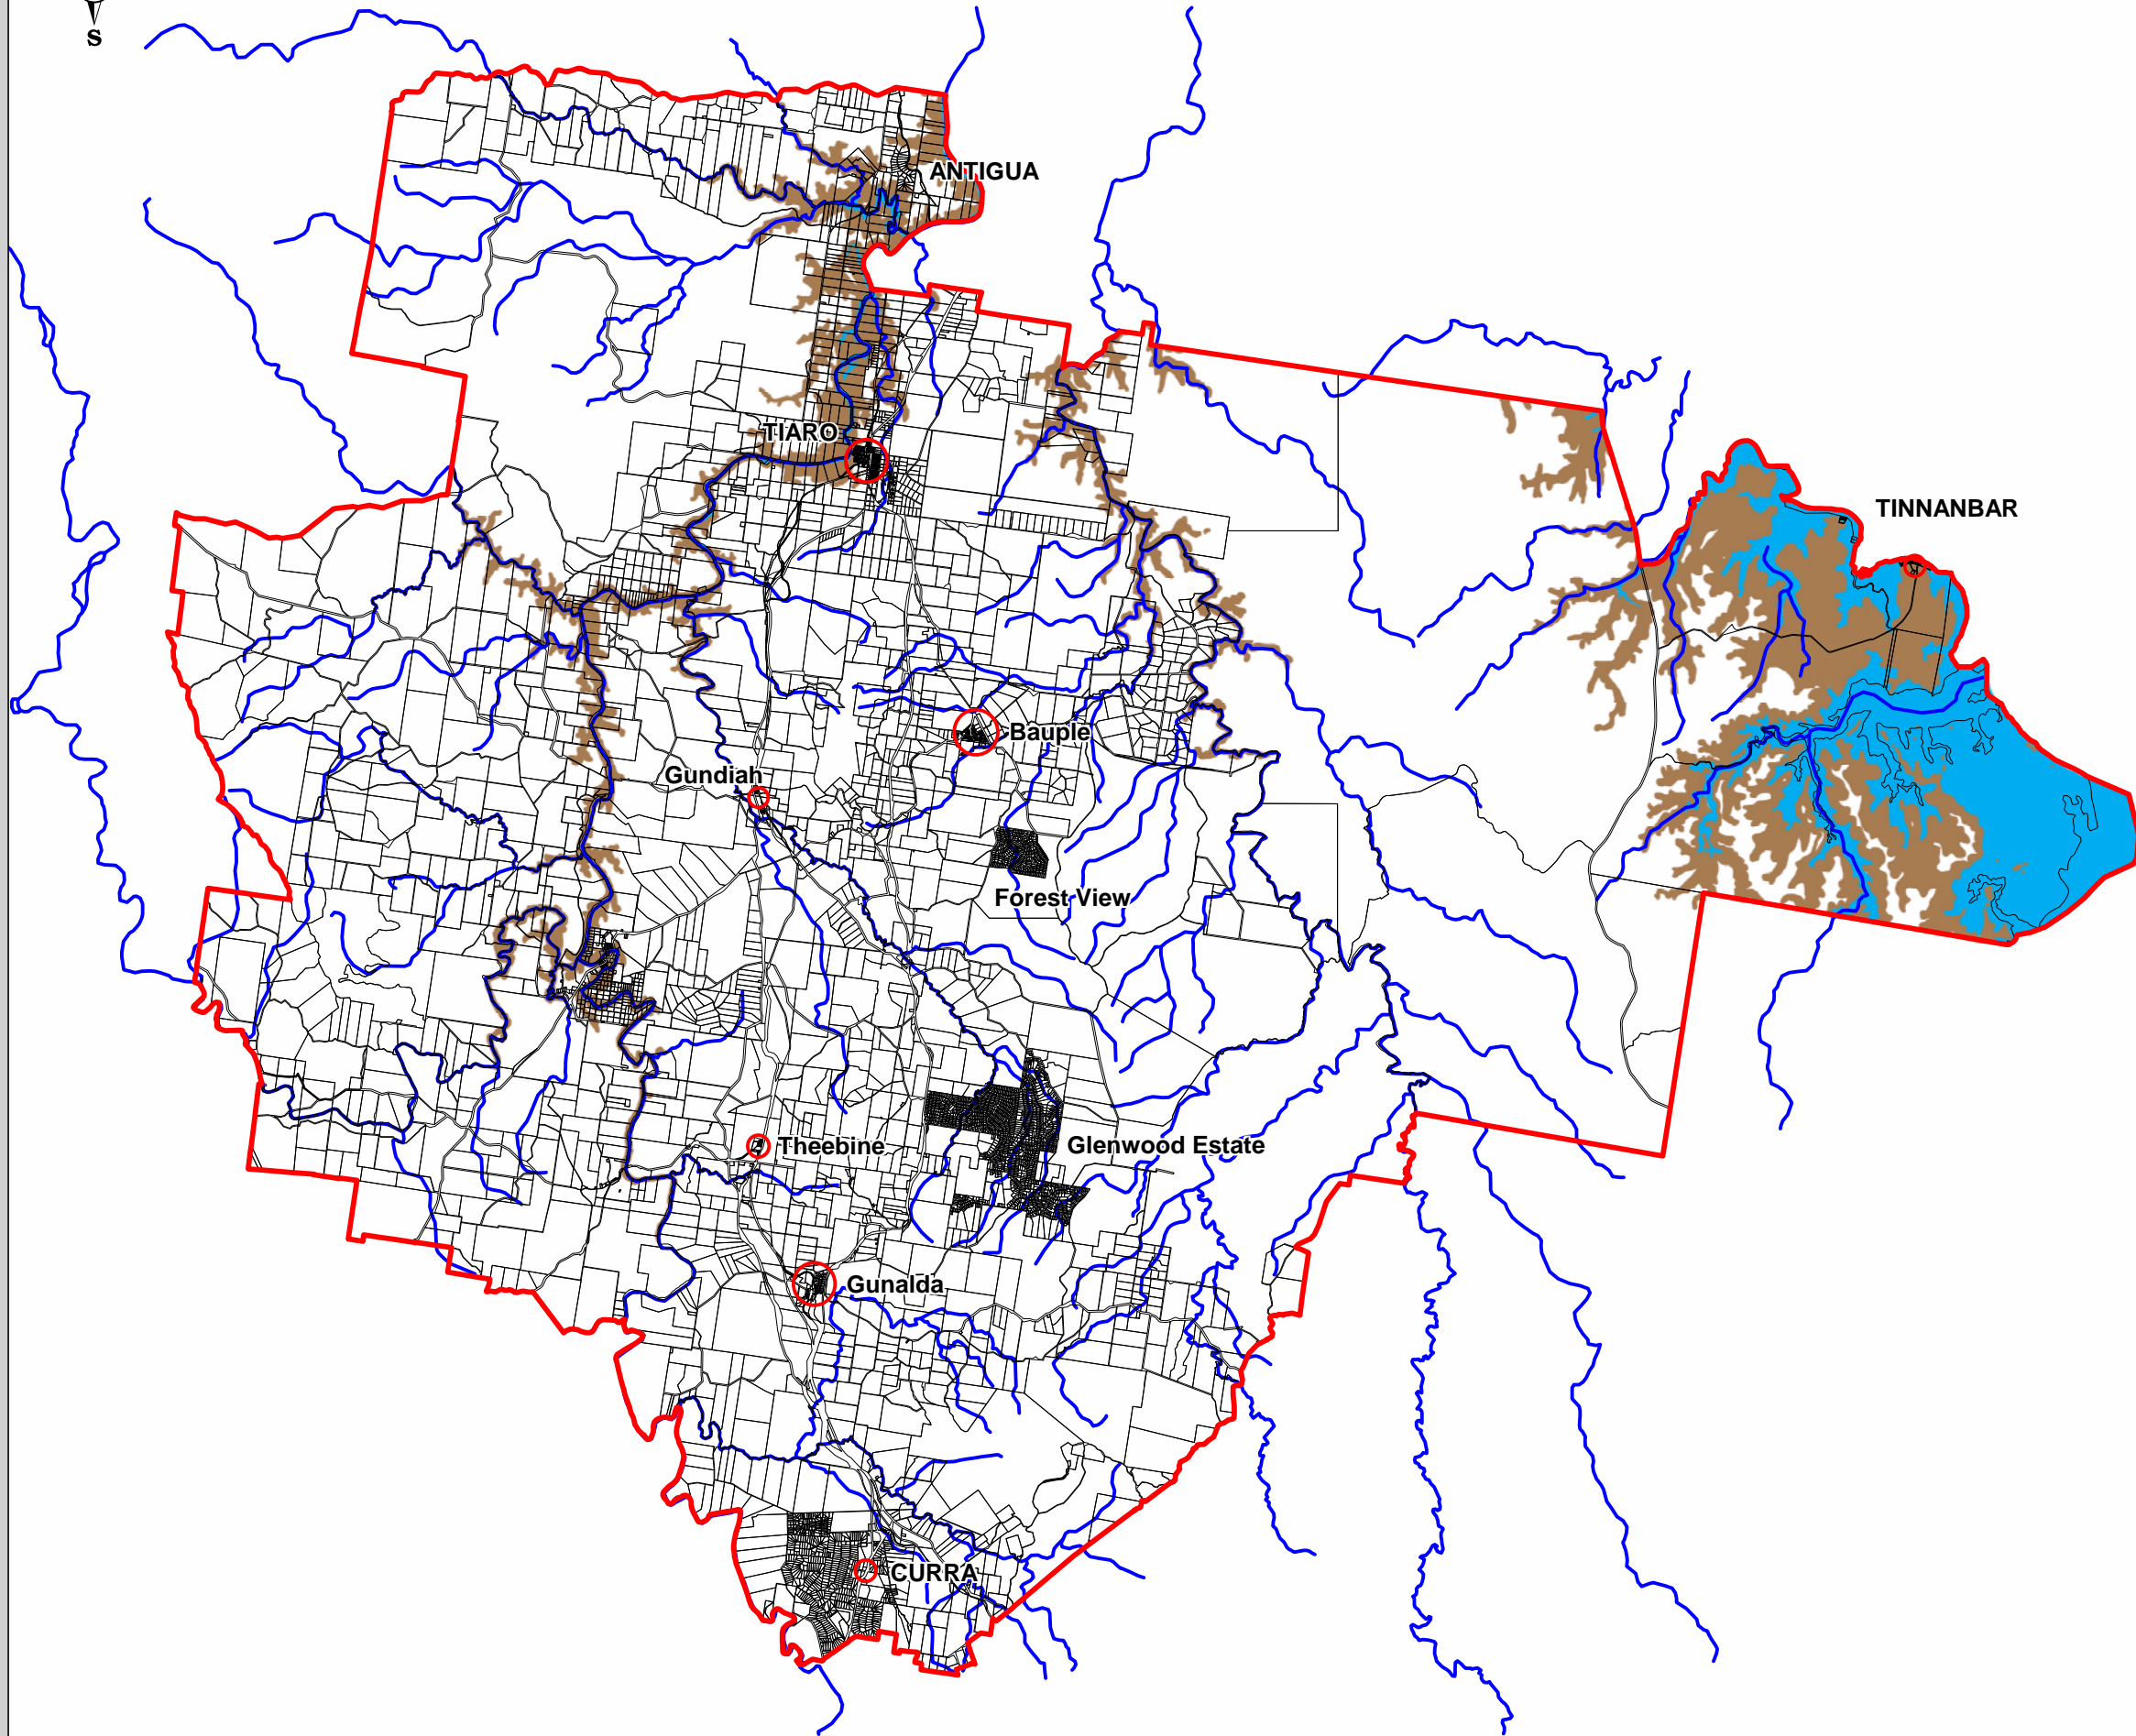 S
ANTIGUA
TIARO
TINNANBAR
Bauple
Gundiah
Forest View
Theebine
Glenwood Estate
Gunalda
CURRA